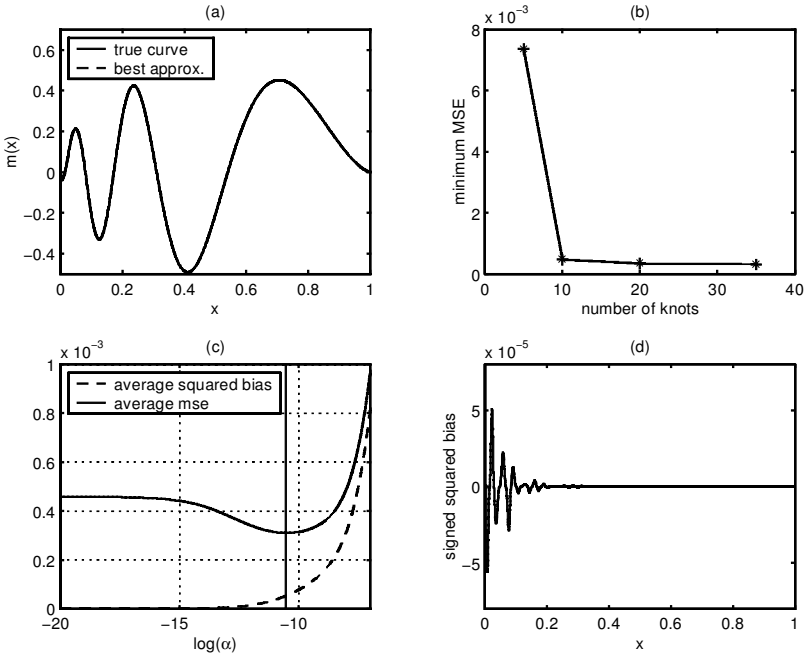 (a)
0.6
0.4
0.2
0
−0.2
−0.4
m(x)
true curve
best approx.
0 0.2 0.4 0.6 0.8 1
x
(b)
x 10⁻³
8
6
4
2
0
minimum MSE
0 10 20 30 40
number of knots
(c)
x 10⁻³
1
0.8
0.6
0.4
0.2
0
average squared bias
average mse
−20 −15 −10
log(α)
(d)
x 10⁻⁵
5
0
−5
signed squared bias
0 0.2 0.4 0.6 0.8 1
x